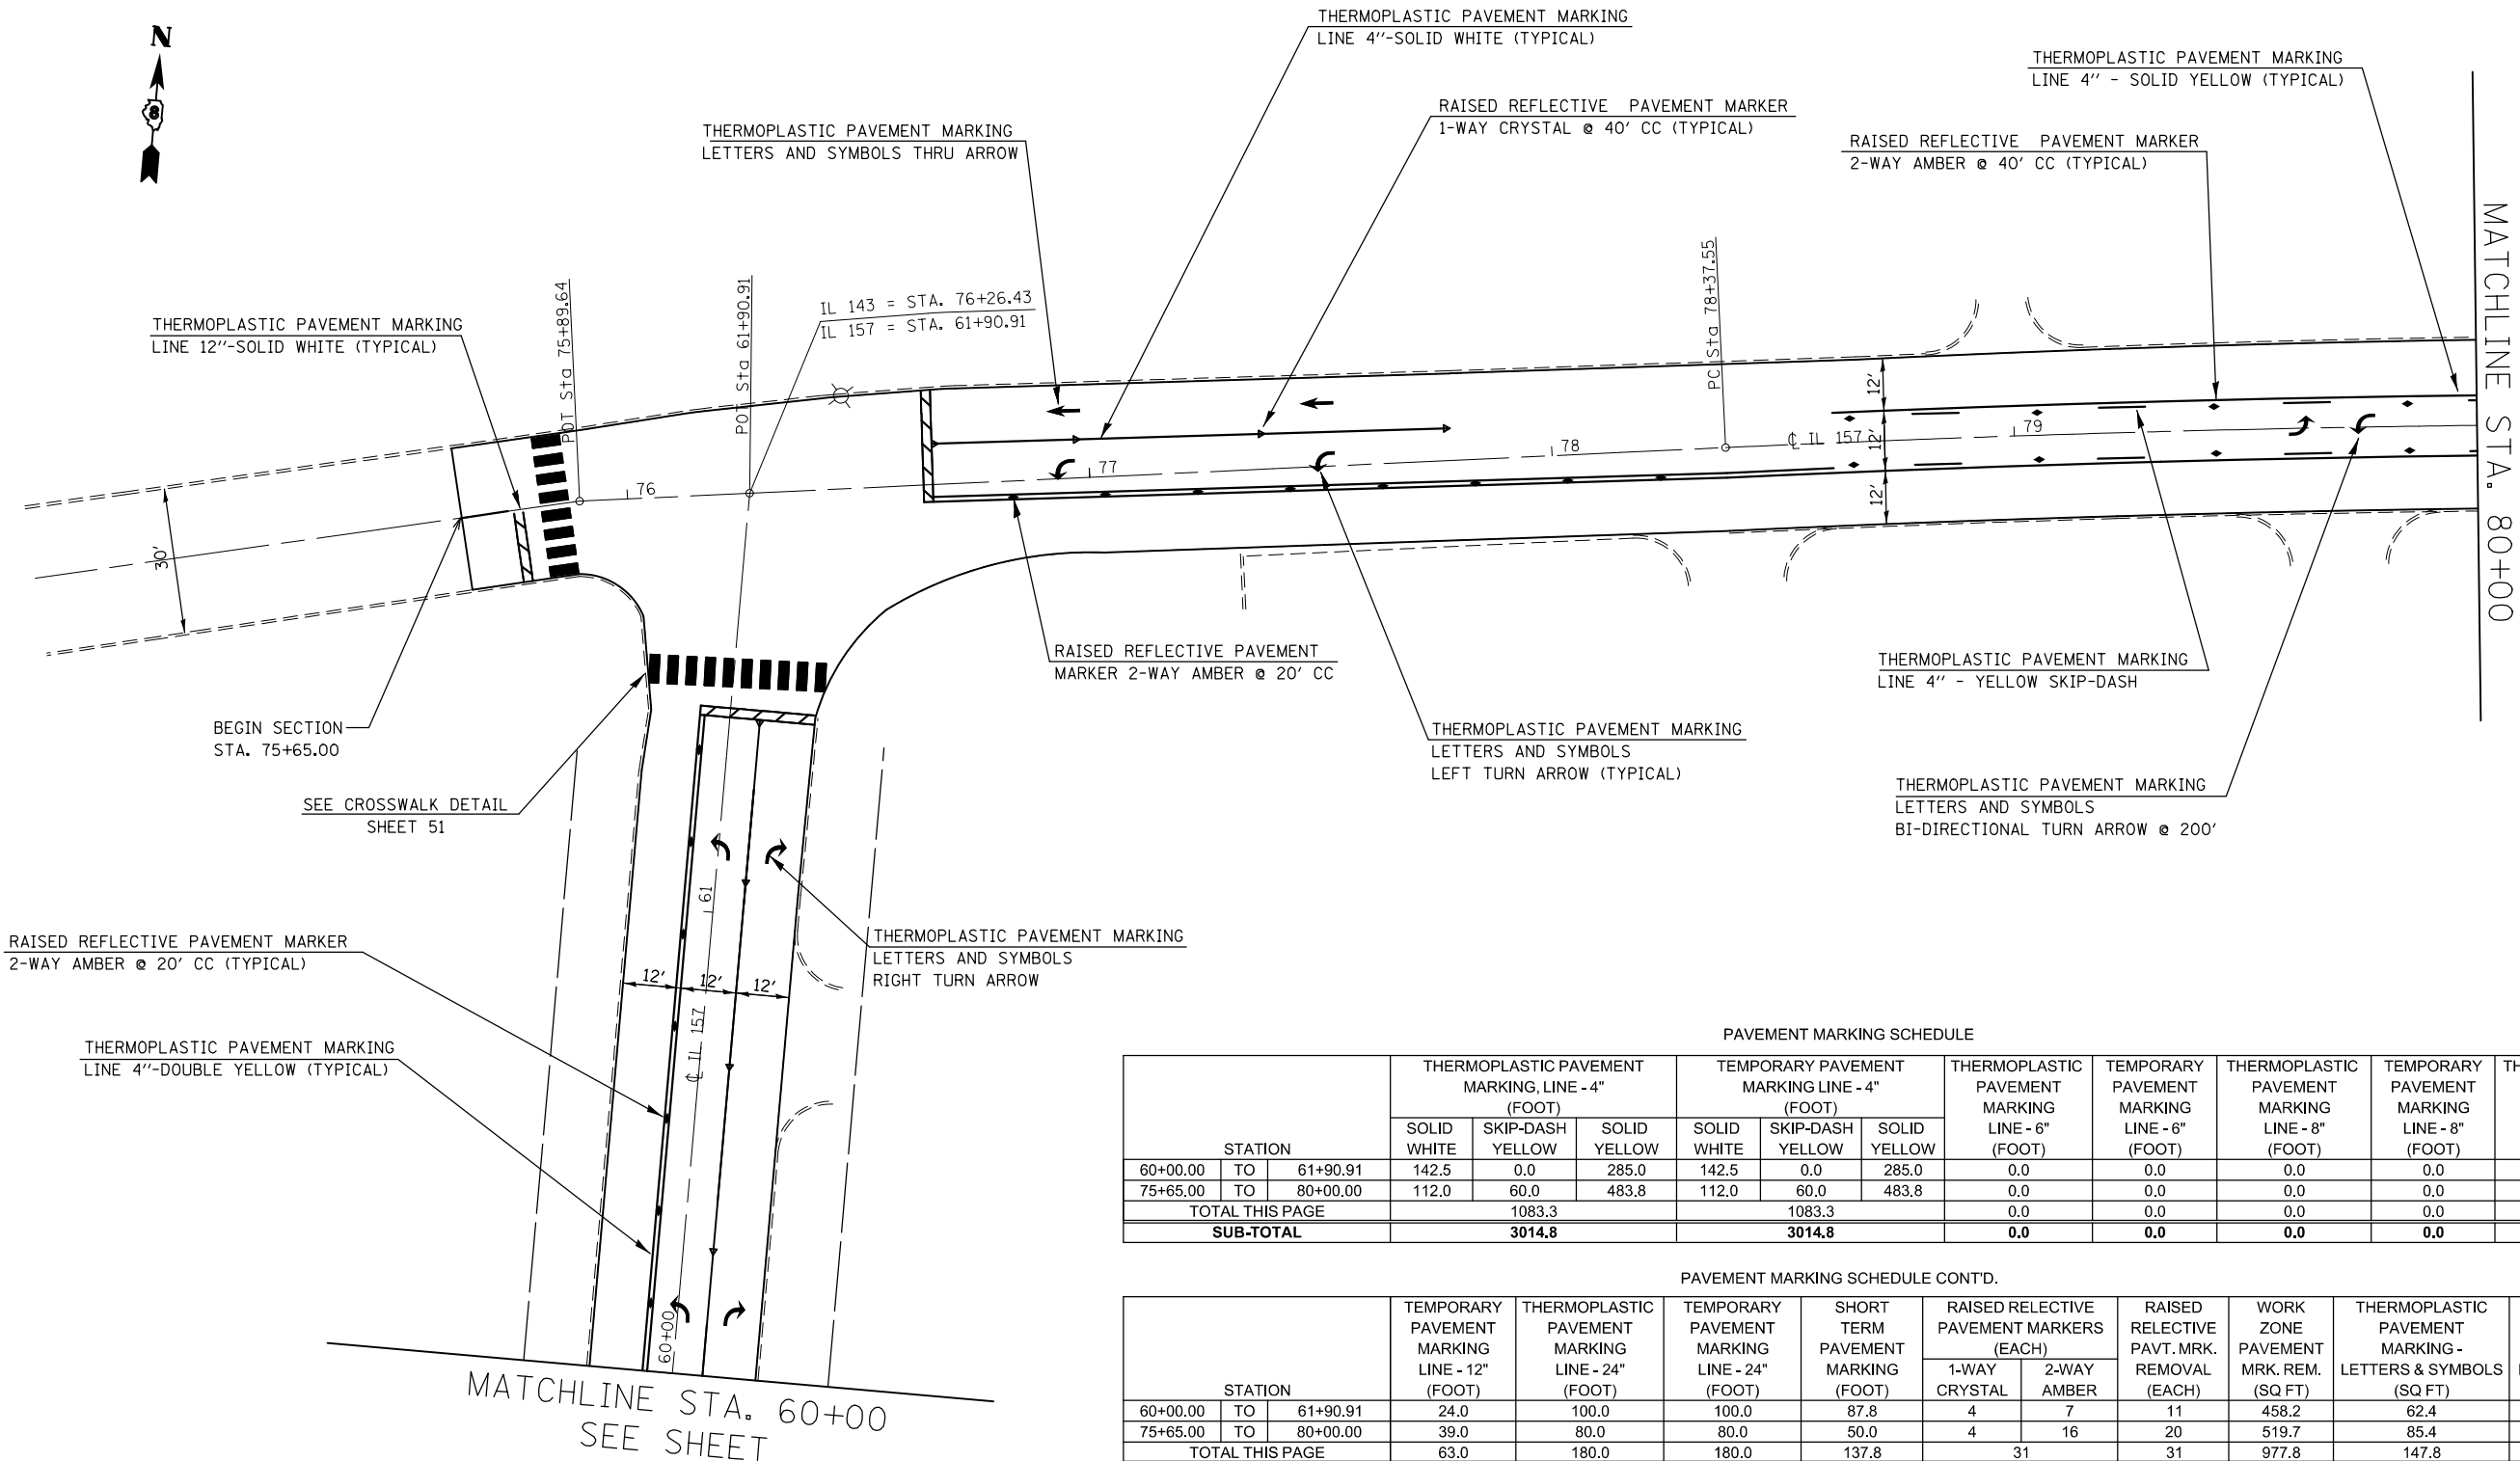 N
8
THERMOPLASTIC PAVEMENT MARKING
LINE 4''-SOLID WHITE (TYPICAL)
THERMOPLASTIC PAVEMENT MARKING
LINE 4'' - SOLID YELLOW (TYPICAL)
RAISED REFLECTIVE PAVEMENT MARKER
1-WAY CRYSTAL @ 40' CC (TYPICAL)
THERMOPLASTIC PAVEMENT MARKING
LETTERS AND SYMBOLS THRU ARROW
RAISED REFLECTIVE PAVEMENT MARKER
2-WAY AMBER @ 40' CC (TYPICAL)
MATCHLINE STA. 80+00
POT Sta 75+89.64
POT Sta 61+90.91
IL 143 = STA. 76+26.43
IL 157 = STA. 61+90.91
PC Sta 78+37.55
THERMOPLASTIC PAVEMENT MARKING
LINE 12''-SOLID WHITE (TYPICAL)
30'
76
77
78
℄ IL 157
79
12'
12'
12'
RAISED REFLECTIVE PAVEMENT
MARKER 2-WAY AMBER @ 20' CC
THERMOPLASTIC PAVEMENT MARKING
LINE 4'' - YELLOW SKIP-DASH
BEGIN SECTION
STA. 75+65.00
THERMOPLASTIC PAVEMENT MARKING
LETTERS AND SYMBOLS
LEFT TURN ARROW (TYPICAL)
THERMOPLASTIC PAVEMENT MARKING
LETTERS AND SYMBOLS
BI-DIRECTIONAL TURN ARROW @ 200'
SEE CROSSWALK DETAIL
SHEET 51
61
RAISED REFLECTIVE PAVEMENT MARKER
2-WAY AMBER @ 20' CC (TYPICAL)
THERMOPLASTIC PAVEMENT MARKING
LETTERS AND SYMBOLS
RIGHT TURN ARROW
12' 12' 12'
℄ IL 157
THERMOPLASTIC PAVEMENT MARKING
LINE 4''-DOUBLE YELLOW (TYPICAL)
60+00
MATCHLINE STA. 60+00
SEE SHEET
PAVEMENT MARKING SCHEDULE
THERMOPLASTIC PAVEMENT TEMPORARY PAVEMENT THERMOPLASTIC TEMPORARY THERMOPLASTIC TEMPORARY
MARKING, LINE - 4" MARKING LINE - 4" PAVEMENT PAVEMENT PAVEMENT PAVEMENT
(FOOT) (FOOT) MARKING MARKING MARKING MARKING
SOLID SKIP-DASH SOLID SOLID SKIP-DASH SOLID LINE - 6" LINE - 6" LINE - 8" LINE - 8"
STATION WHITE YELLOW YELLOW WHITE YELLOW YELLOW (FOOT) (FOOT) (FOOT) (FOOT)
60+00.00 TO 61+90.91 142.5 0.0 285.0 142.5 0.0 285.0 0.0 0.0 0.0 0.0
75+65.00 TO 80+00.00 112.0 60.0 483.8 112.0 60.0 483.8 0.0 0.0 0.0 0.0
TOTAL THIS PAGE 1083.3 1083.3 0.0 0.0 0.0 0.0
SUB-TOTAL 3014.8 3014.8 0.0 0.0 0.0 0.0
PAVEMENT MARKING SCHEDULE CONT'D.
TEMPORARY THERMOPLASTIC TEMPORARY SHORT RAISED RELECTIVE RAISED WORK THERMOPLASTIC
PAVEMENT PAVEMENT PAVEMENT TERM PAVEMENT MARKERS RELECTIVE ZONE PAVEMENT
MARKING MARKING MARKING PAVEMENT (EACH) PAVT. MRK. PAVEMENT MARKING -
LINE - 12" LINE - 24" LINE - 24" MARKING 1-WAY 2-WAY REMOVAL MRK. REM. LETTERS & SYMBOLS
STATION (FOOT) (FOOT) (FOOT) (FOOT) CRYSTAL AMBER (EACH) (SQ FT) (SQ FT)
60+00.00 TO 61+90.91 24.0 100.0 100.0 87.8 4 7 11 458.2 62.4
75+65.00 TO 80+00.00 39.0 80.0 80.0 50.0 4 16 20 519.7 85.4
TOTAL THIS PAGE 63.0 180.0 180.0 137.8 31 31 977.8 147.8